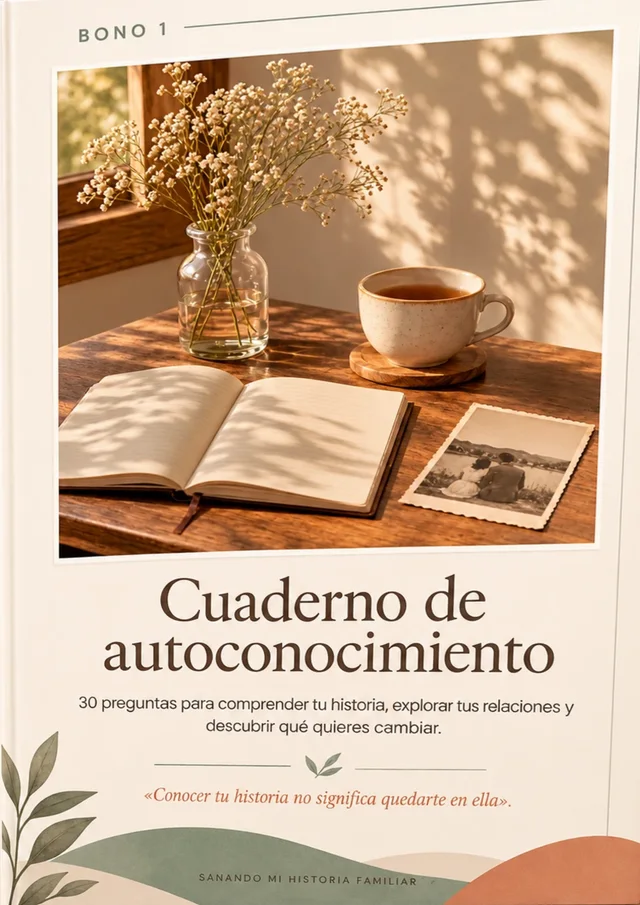 BONO 1
Cuaderno de
autoconocimiento
30 preguntas para comprender tu historia, explorar tus relaciones y
descubrir qué quieres cambiar.
«Conocer tu historia no significa quedarte en ella».
SANANDO MI HISTORIA FAMILIAR